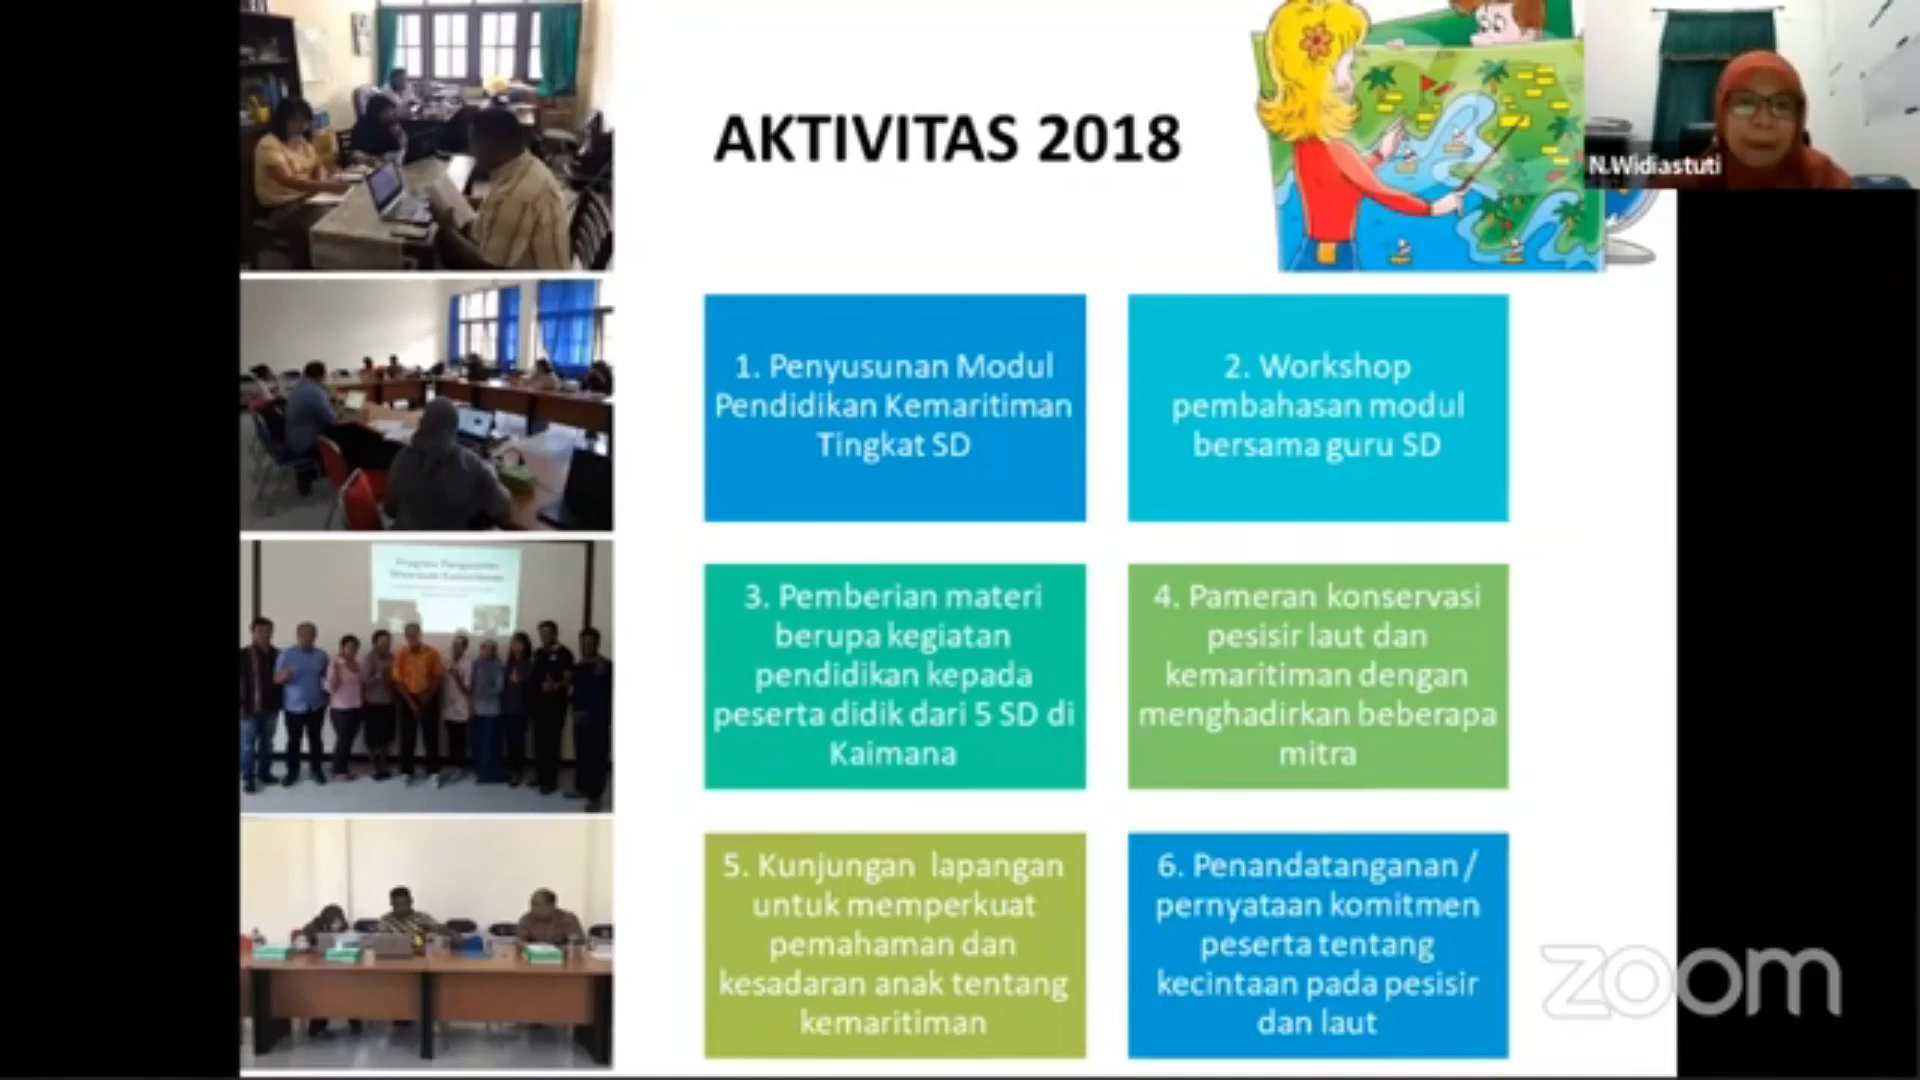 AKTIVITAS 2018
N.Widiastuti
1. Penyusunan Modul
Pendidikan Kemaritiman
Tingkat SD
2. Workshop
pembahasan modul
bersama guru SD
3. Pemberian materi
berupa kegiatan
pendidikan kepada
peserta didik dari 5 SD di
Kaimana
4. Pameran konservasi
pesisir laut dan
kemaritiman dengan
menghadirkan beberapa
mitra
5. Kunjungan lapangan
untuk memperkuat
pemahaman dan
kesadaran anak tentang
kemaritiman
6. Penandatanganan /
pernyataan komitmen
peserta tentang
kecintaan pada pesisir
dan laut
zoom